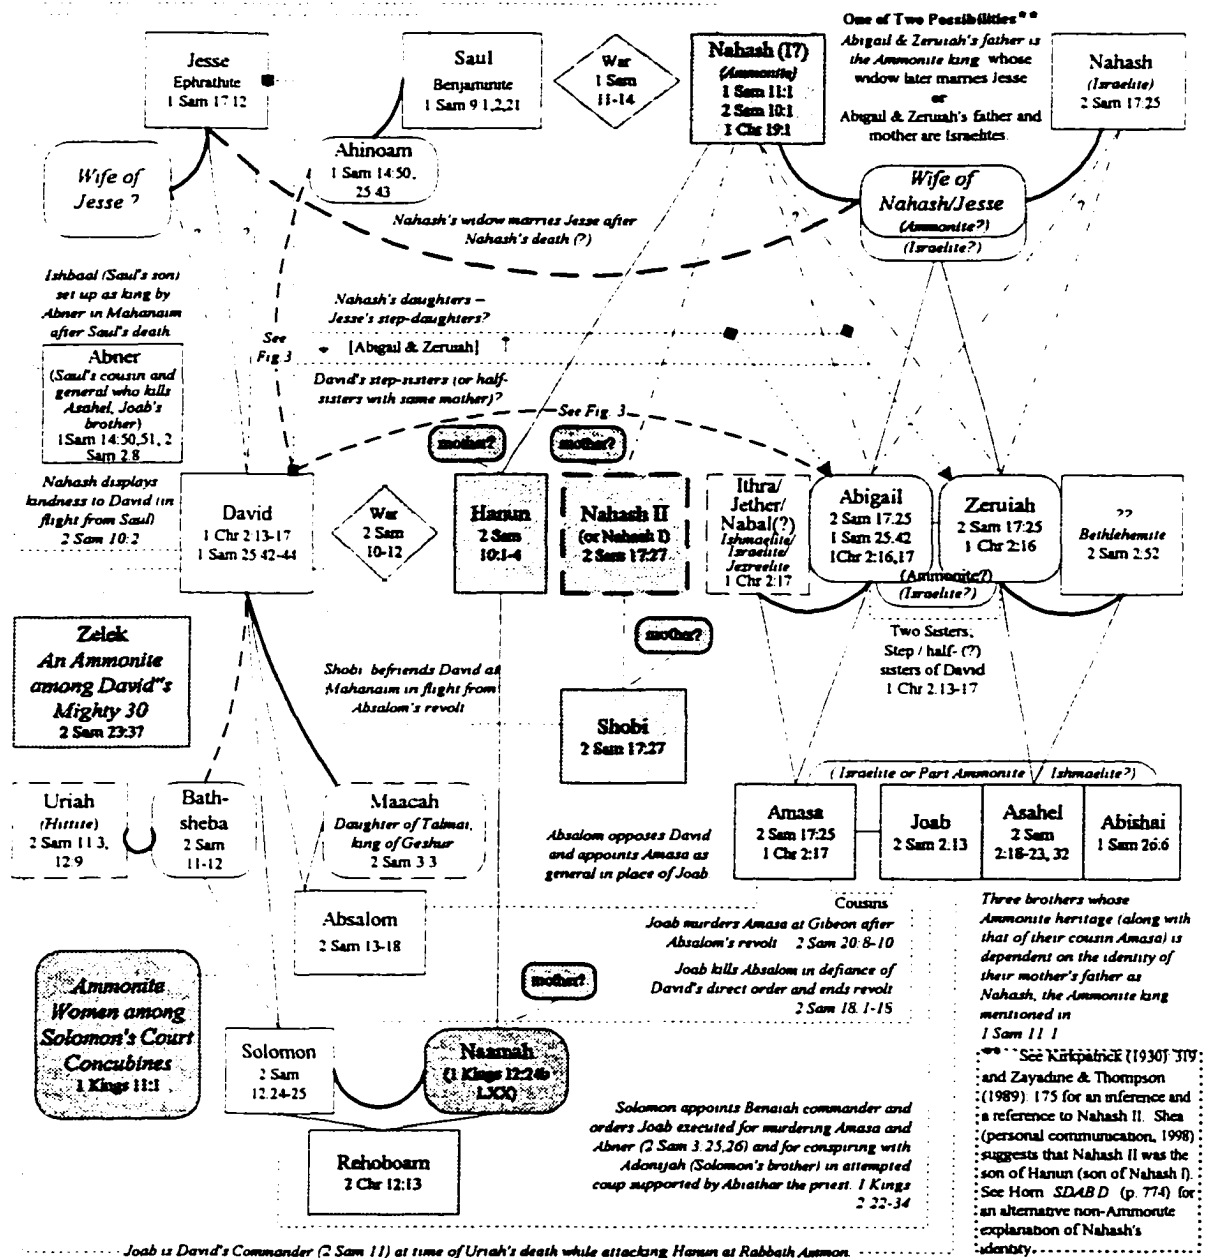 One of Two Possibilities**
Abigail & Zeruiah's father is
the Ammonite king whose
widow later marries Jesse
or
Abigail & Zeruiah's father and
mother are Israelites.
Jesse
Ephrathite
1 Sam 17 12
Saul
Benjaminite
1 Sam 9 1,2,21
War
1 Sam
11-14
Nahash (I?)
(Ammonite)
1 Sam 11:1
2 Sam 10:1
1 Chr 19:1
Nahash
(Israelite)
2 Sam 17.25
Wife of
Jesse ?
Ahinoam
1 Sam 14:50,
25 43
Wife of
Nahash/Jesse
(Ammonite?)
(Israelite?)
?
?
?
?
Nahash's widow marries Jesse after
Nahash's death (?)
Ishbaal (Saul's son)
set up as king by
Abner in Mahanaim
after Saul's death
Nahash's daughters –
Jesse's step-daughters?
See
Fig 3
[Abigail & Zeruiah]
David's step-sisters (or half-
sisters with same mother)?
Abner
(Saul's cousin and
general who kills
Asahel, Joab's
brother)
1Sam 14:50,51, 2
Sam 2.8
See Fig. 3
mother?
mother?
Nahash displays
kindness to David (in
flight from Saul)
2 Sam 10:2
David
1 Chr 2 13-17
1 Sam 25 42-44
War
2 Sam
10-12
Hanun
2 Sam
10:1-4
Nahash II
(or Nahash I)
2 Sam 17:27
Ithra/
Jether/
Nabal(?)
Ishmaelite/
Israelite/
Jezreelite
1 Chr 2.17
Abigail
2 Sam 17.25
1 Sam 25.42
1Chr 2:16,17
Zeruiah
2 Sam 17:25
1 Chr 2:16
(Ammonite?)
(Israelite?)
??
Bethlehemite
2 Sam 2:52
Zelek
An Ammonite
among David"s
Mighty 30
2 Sam 23:37
mother?
Two Sisters,
Step / half- (?)
sisters of David
1 Chr 2.13-17
Shobi befriends David at
Mahanaim in flight from
Absalom's revolt
Shobi
2 Sam 17:27
(Israelite or Part Ammonite / Ishmaelite?)
Uriah
(Hittite)
2 Sam 11 3,
12:9
Bath-
sheba
2 Sam
11-12
Maacah
Daughter of Talmai,
king of Geshur
2 Sam 3 3
Absalom opposes David
and appoints Amasa as
general in place of Joab
Amasa
2 Sam 17:25
1 Chr 2:17
Joab
2 Sam 2.13
Asahel
2 Sam
2:18-23, 32
Abishai
1 Sam 26:6
Absalom
2 Sam 13-18
Cousins
Joab murders Amasa at Gibeon after
Absalom's revolt 2 Sam 20:8-10
Joab kills Absalom in defiance of
David's direct order and ends revolt
2 Sam 18. 1-15
Three brothers whose
Ammonite heritage (along with
that of their cousin Amasa) is
dependent on the identity of
their mother's father as
Nahash, the Ammonite king
mentioned in
1 Sam 11 1
Ammonite
Women among
Solomon's Court
Concubines
1 Kings 11:1
mother?
Solomon
2 Sam
12.24-25
Naamah
(1 Kings 12:24b
LXX)
Rehoboam
2 Chr 12:13
Solomon appoints Benaiah commander and
orders Joab executed for murdering Amasa and
Abner (2 Sam 3.25,26) and for conspiring with
Adonijah (Solomon's brother) in attempted
coup supported by Abiathar the priest. 1 Kings
2 22-34
** See Kirkpatrick (1930) 319
and Zayadine & Thompson
(1989) 175 for an inference and
a reference to Nahash II. Shea
(personal communication, 1998)
suggests that Nahash II was the
son of Hanun (son of Nahash I).
See Horn SDABD (p. 774) for
an alternative non-Ammonite
explanation of Nahash's
identity
Joab is David's Commander (2 Sam 11) at time of Uriah's death while attacking Hanun at Rabbath Ammon.